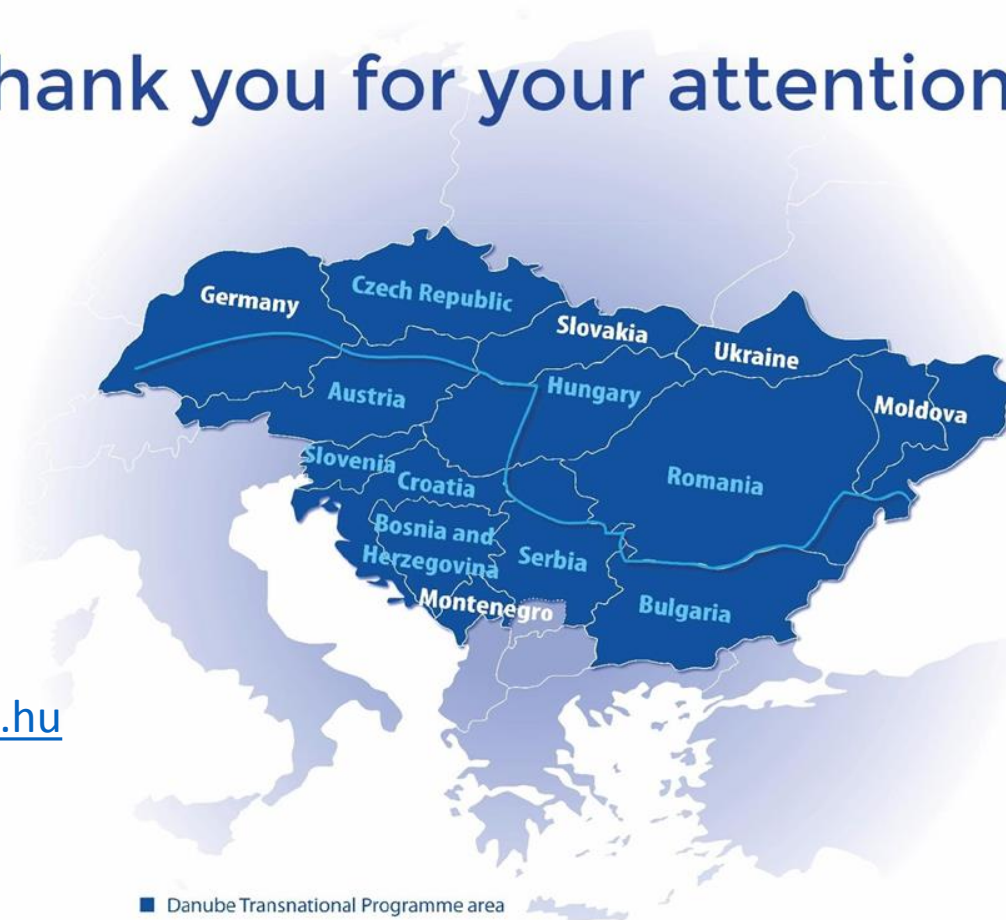 hank you for your attention
Czech Republic
Germany
Slovakia
Ukraine
Hungary
Austria
Moldova
Slovenia
Croatia
Romania
Bosnia and
Herzegovina
Serbia
Montenegro
Bulgaria
.hu
Danube Transnational Programme area